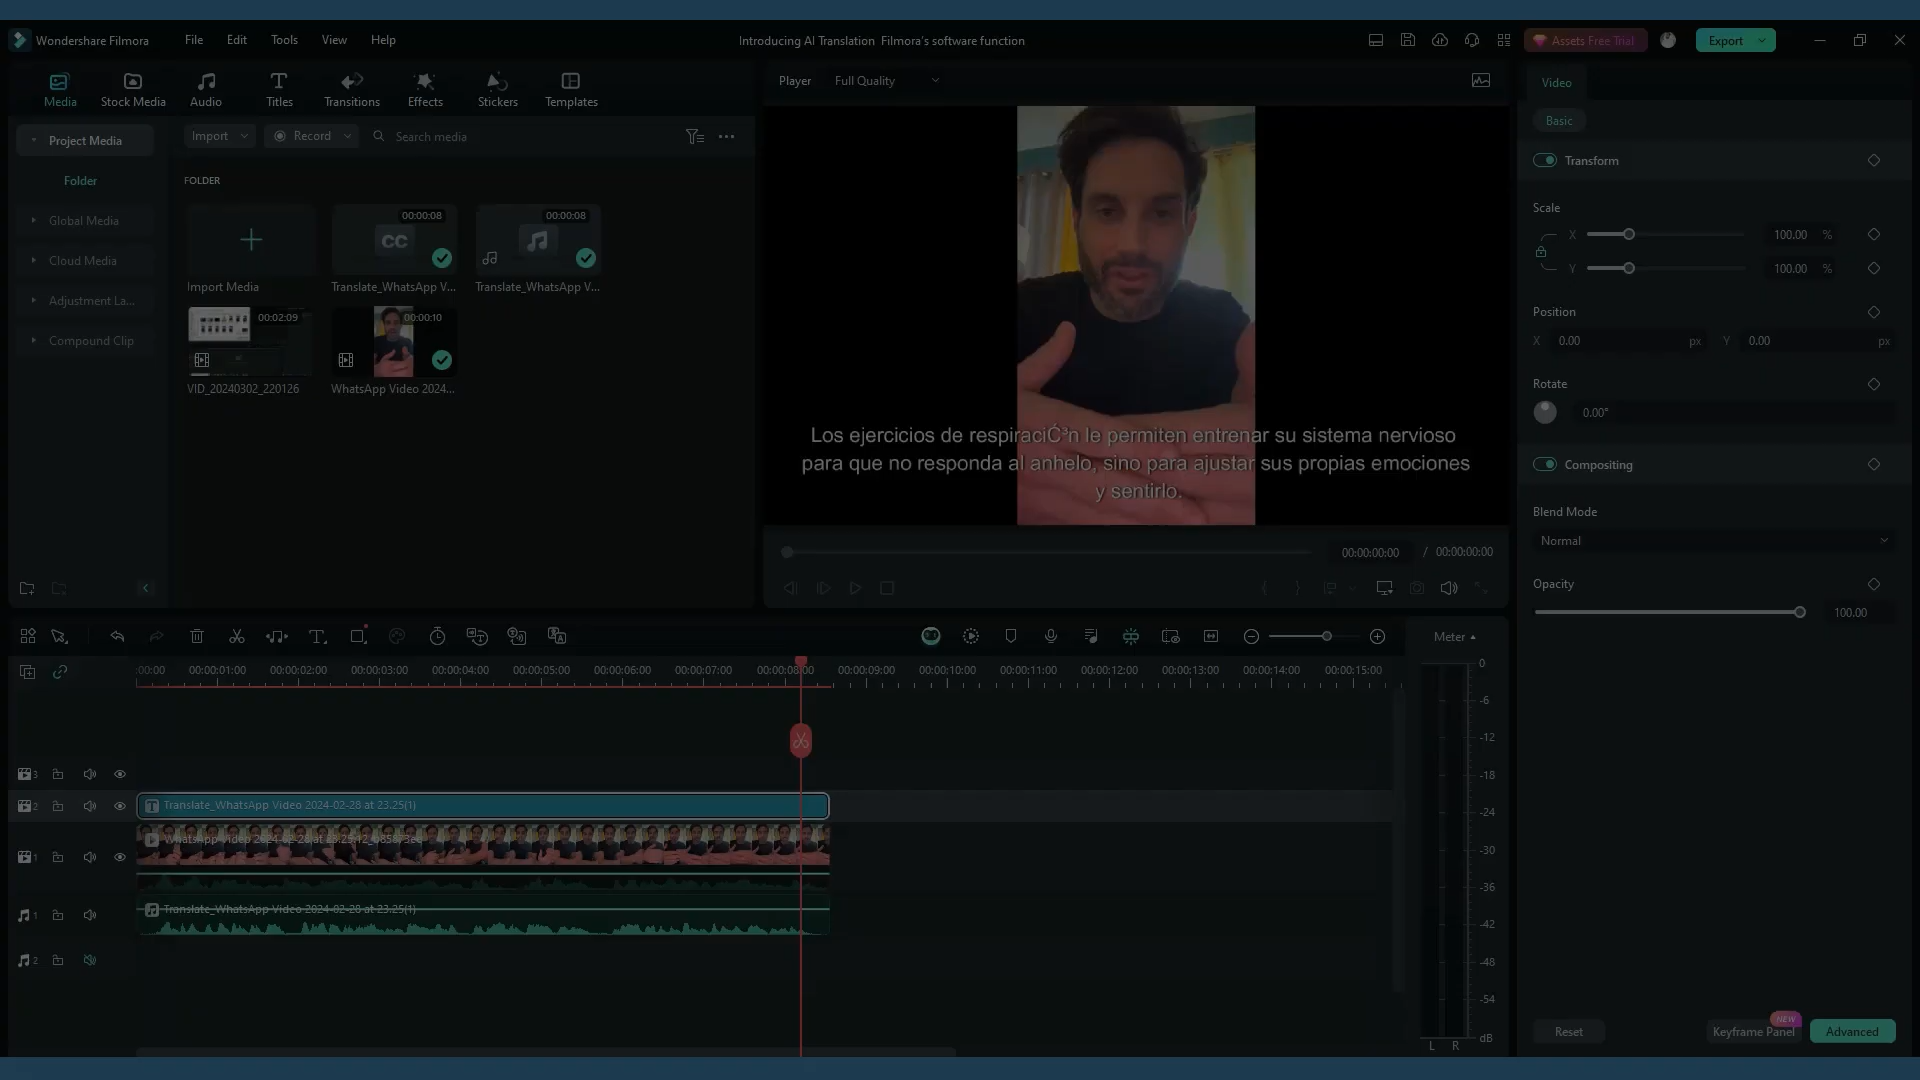 Wondershare Filmora File Edit Tools View Help Introducing AI Translation Filmora's software function Assets Free Trial Export
Media Stock Media Audio Titles Transitions Effects Stickers Templates
Player Full Quality
Video
Basic
Project Media
Folder
Global Media
Cloud Media
Adjustment La...
Compound Clip
Import Record Search media
FOLDER
00:00:08 00:00:08
CC
Import Media Translate_WhatsApp V... Translate_WhatsApp V...
00:02:09 00:00:10
VID_20240302_220126 WhatsApp Video 2024...
Los ejercicios de respiraciĆ³n le permiten entrenar su sistema nervioso
para que no responda al anhelo, sino para ajustar sus propias emociones
y sentirlo.
00:00:00:00 / 00:00:00:00
Transform
Scale
X 100.00 %
Y 100.00 %
Position
X 0.00 px Y 0.00 px
Rotate
0.00°
Compositing
Blend Mode
Normal
Opacity
100.00
Meter
:00:00 00:00:01:00 00:00:02:00 00:00:03:00 00:00:04:00 00:00:05:00 00:00:06:00 00:00:07:00 00:00:08:00 00:00:09:00 00:00:10:00 00:00:11:00 00:00:12:00 00:00:13:00 00:00:14:00 00:00:15:00
3
2 Translate_WhatsApp Video 2024-02-28 at 23.25(1)
1 WhatsApp Video 2024-02-28 at 23.25.12
1 Translate_WhatsApp Video 2024-02-28 at 23.25(1)
2
0
-6
-12
-18
-24
-30
-36
-42
-48
-54
dB
L R
Reset Keyframe Panel NEW Advanced